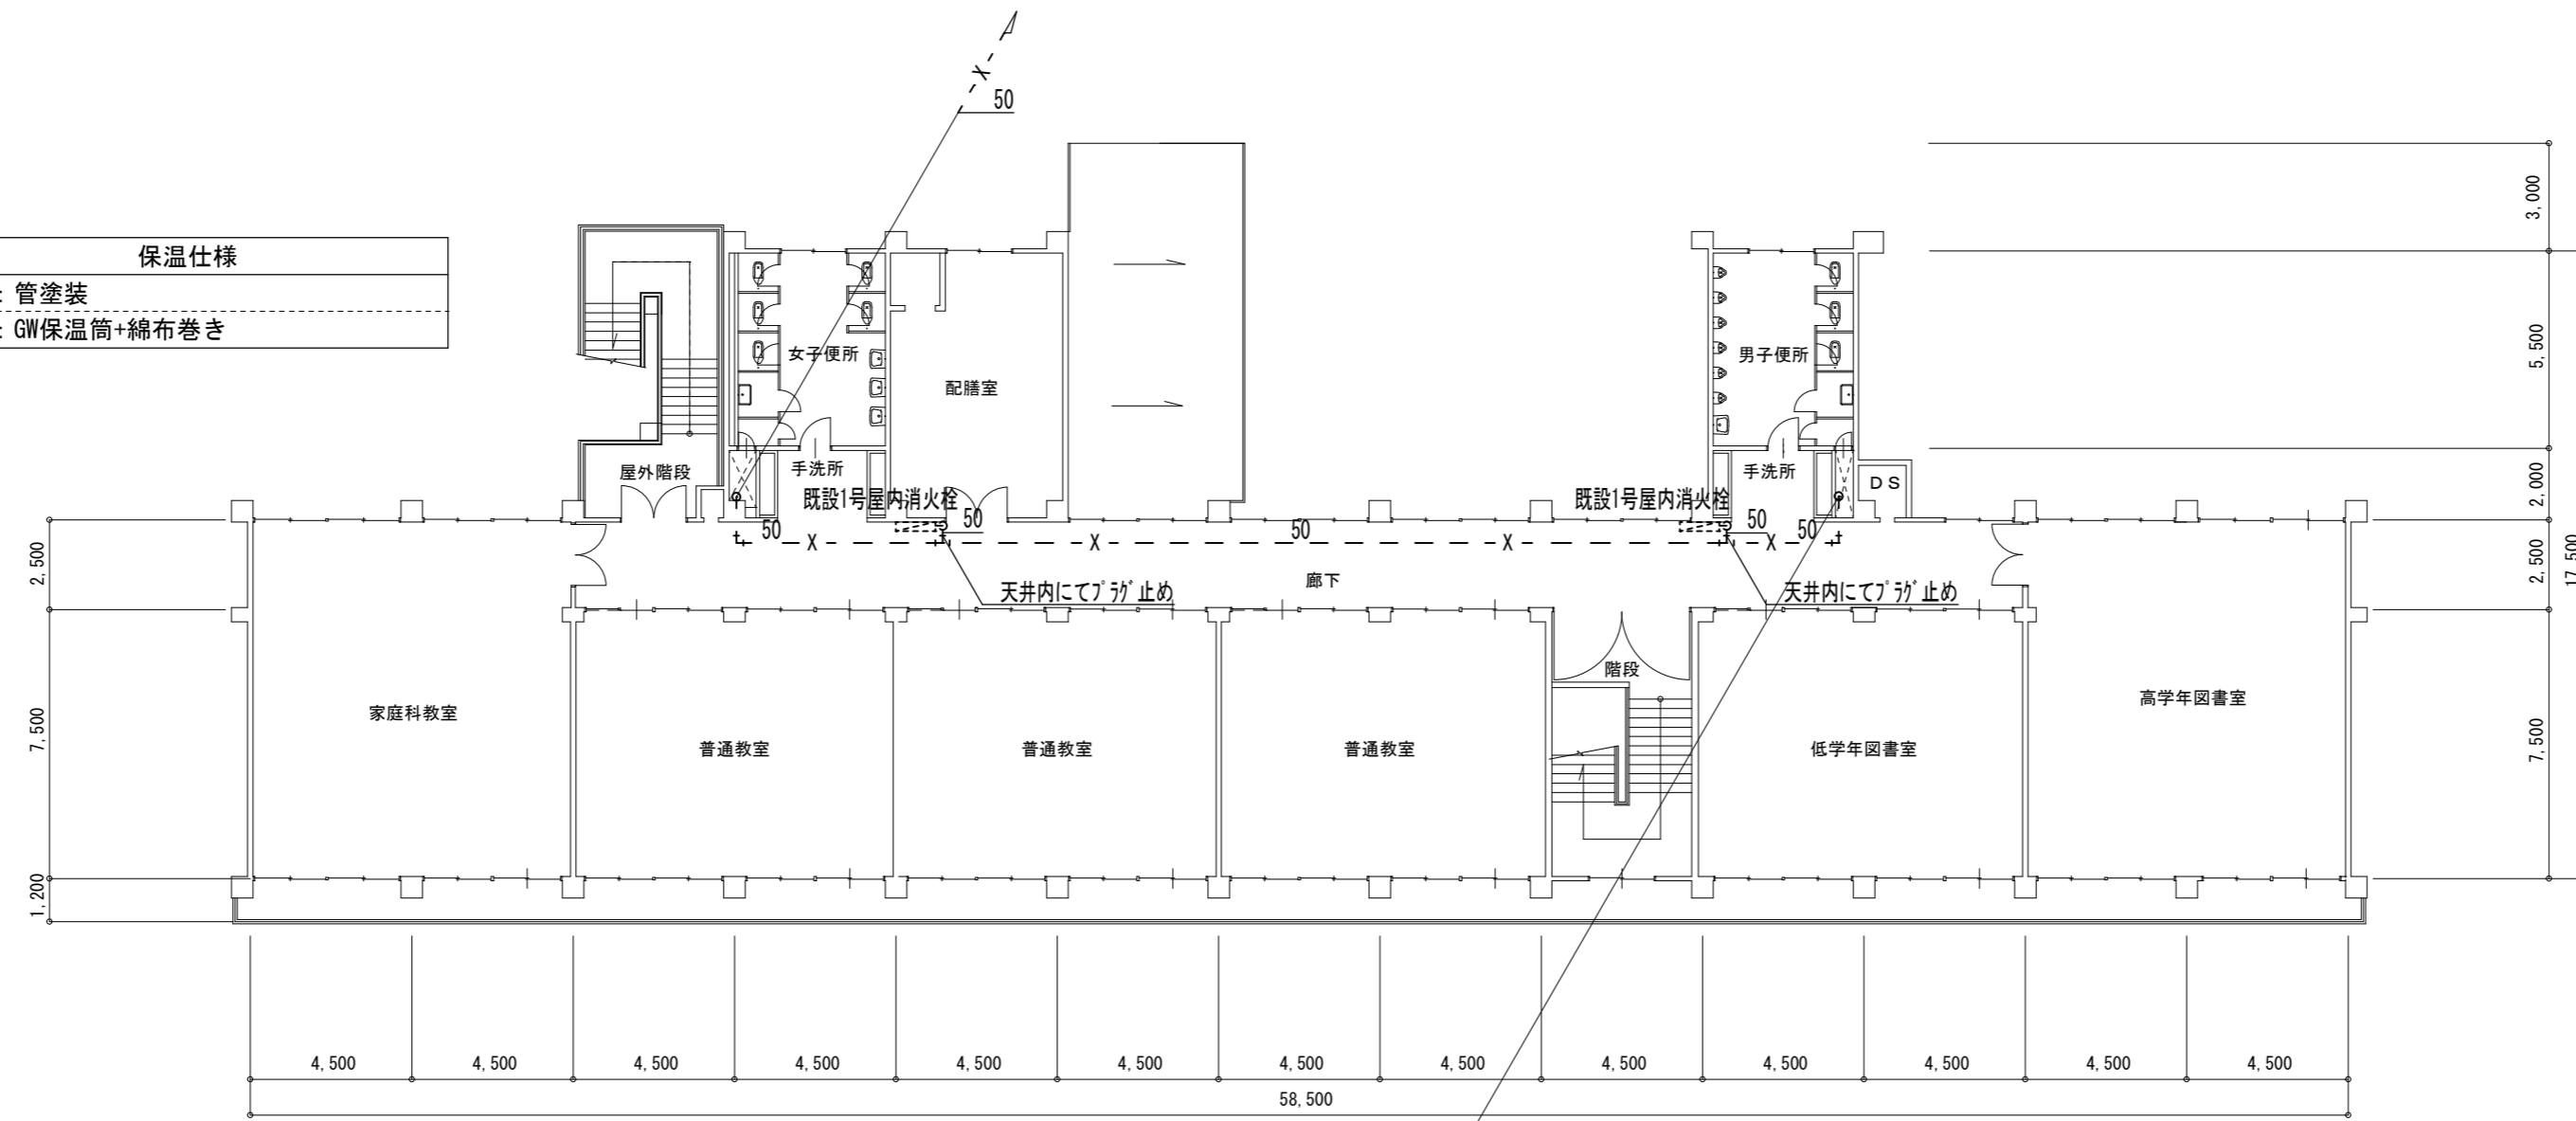 X
50
3,000
保温仕様
: 管塗装
: GW保温筒+綿布巻き
5,500
女子便所
男子便所
配膳室
屋外階段
手洗所
手洗所
DS
2,000
既設1号屋内消火栓
既設1号屋内消火栓
50
X
50
X
50
X
50
X
50
2,500
2,500
17,500
廊下
天井内にてプラグ止め
天井内にてプラグ止め
階段
家庭科教室
普通教室
普通教室
普通教室
低学年図書室
高学年図書室
7,500
7,500
1,200
4,500
4,500
4,500
4,500
4,500
4,500
4,500
4,500
4,500
4,500
4,500
4,500
4,500
58,500